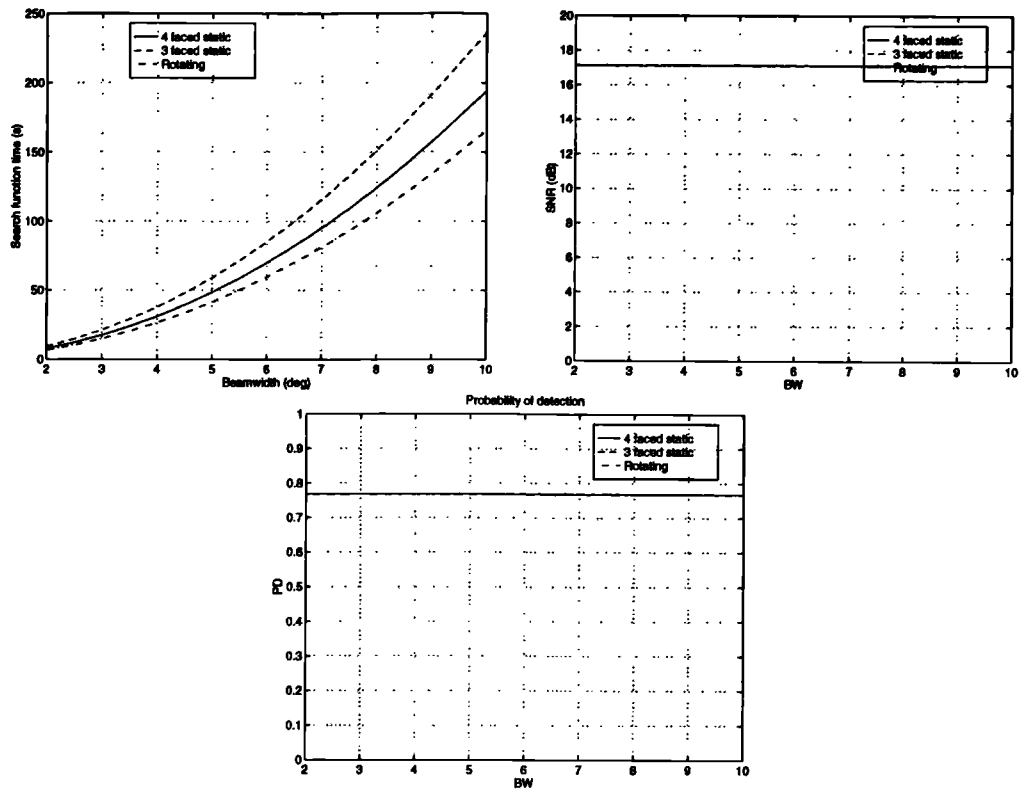 250
200
150
100
50
0
Search function time (s)
4 faced static
3 faced static
Rotating
2 3 4 5 6 7 8 9 10
Beamwidth (deg)
20
18
16
14
12
10
8
6
4
2
0
SNR (dB)
4 faced static
3 faced static
Rotating
2 3 4 5 6 7 8 9 10
BW
Probability of detection
1
0.9
0.8
0.7
0.6
0.5
0.4
0.3
0.2
0.1
0
PD
4 faced static
3 faced static
Rotating
2 3 4 5 6 7 8 9 10
BW